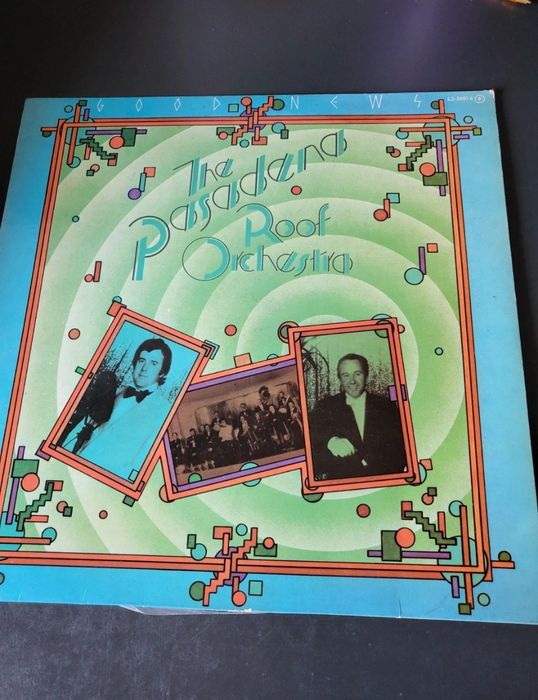 GOOD NEWS
The
Pasadena
Roof
Orchestra